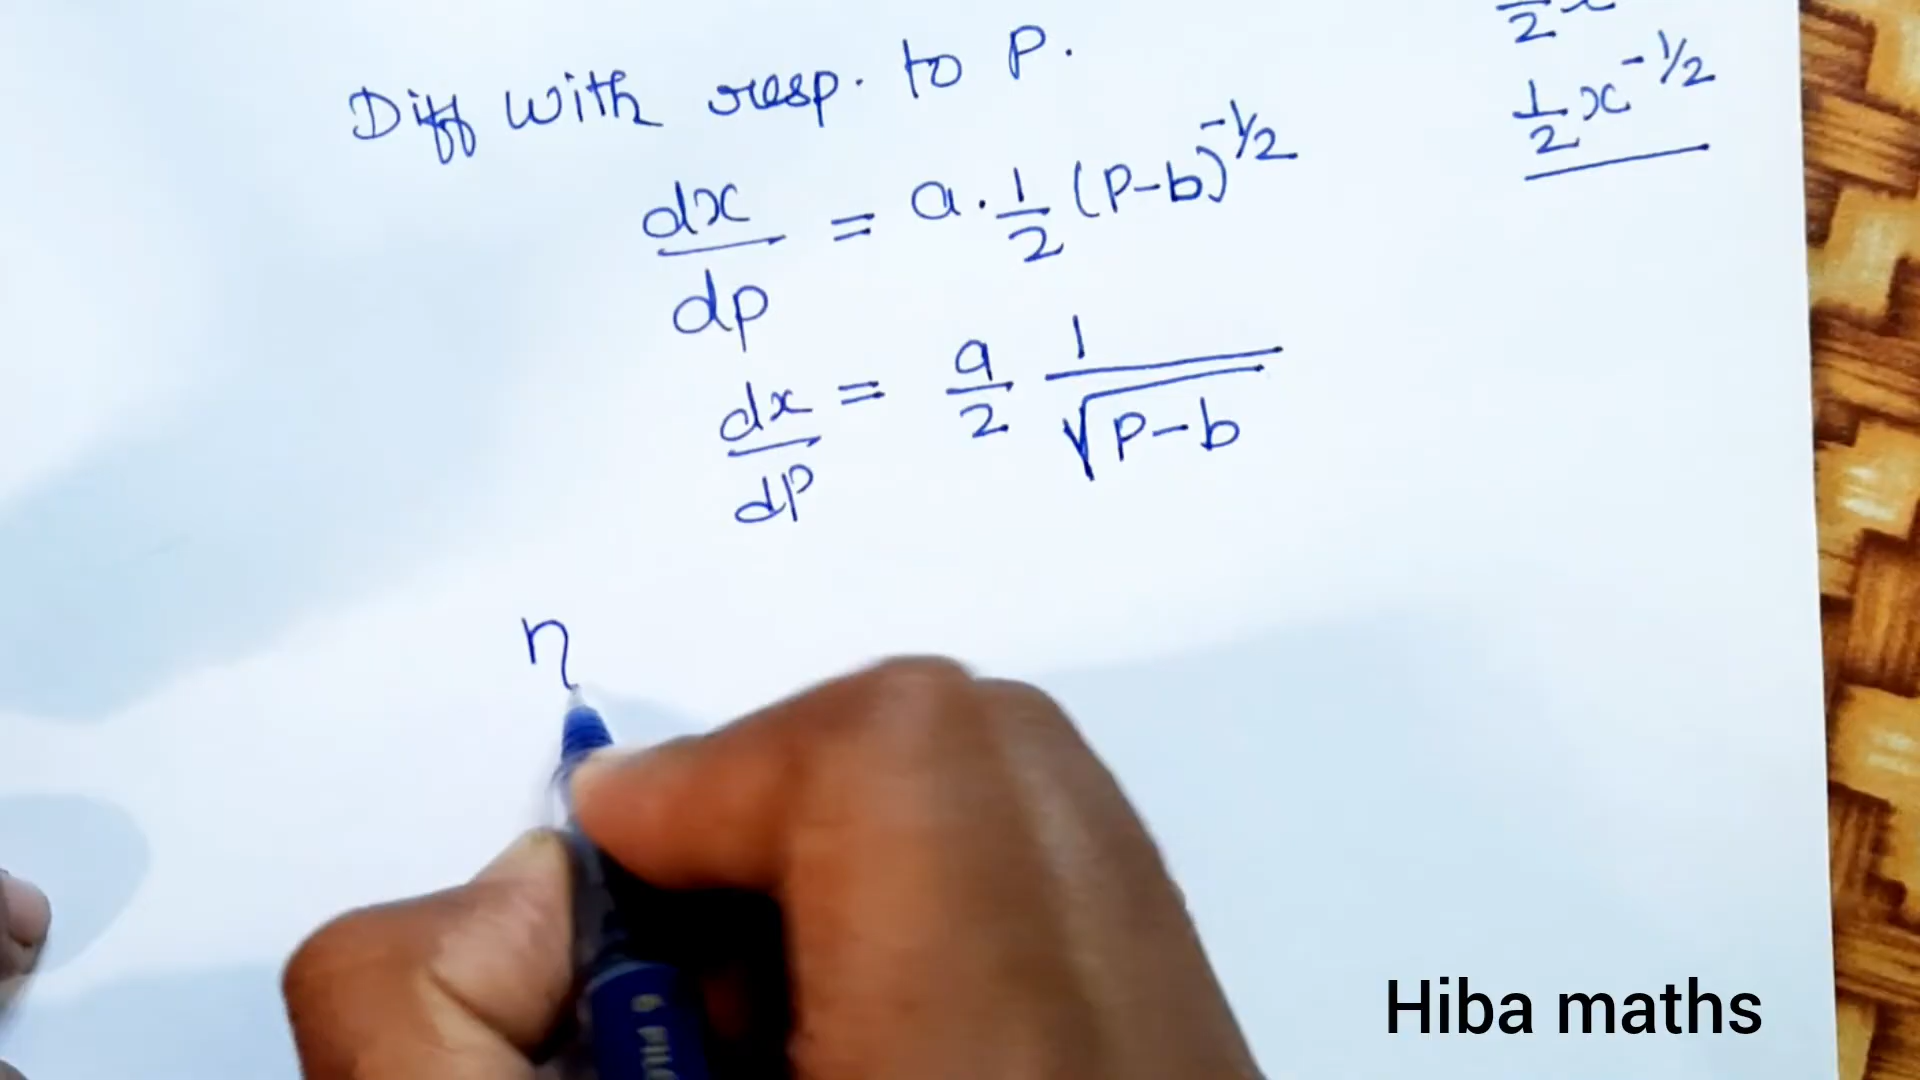 Diff with resp. to P.
1/2 x^{-1/2}
dx/dp = a · 1/2 (P-b)^{-1/2}
dx/dP = a/2 1/√(P-b)
η
Hiba maths